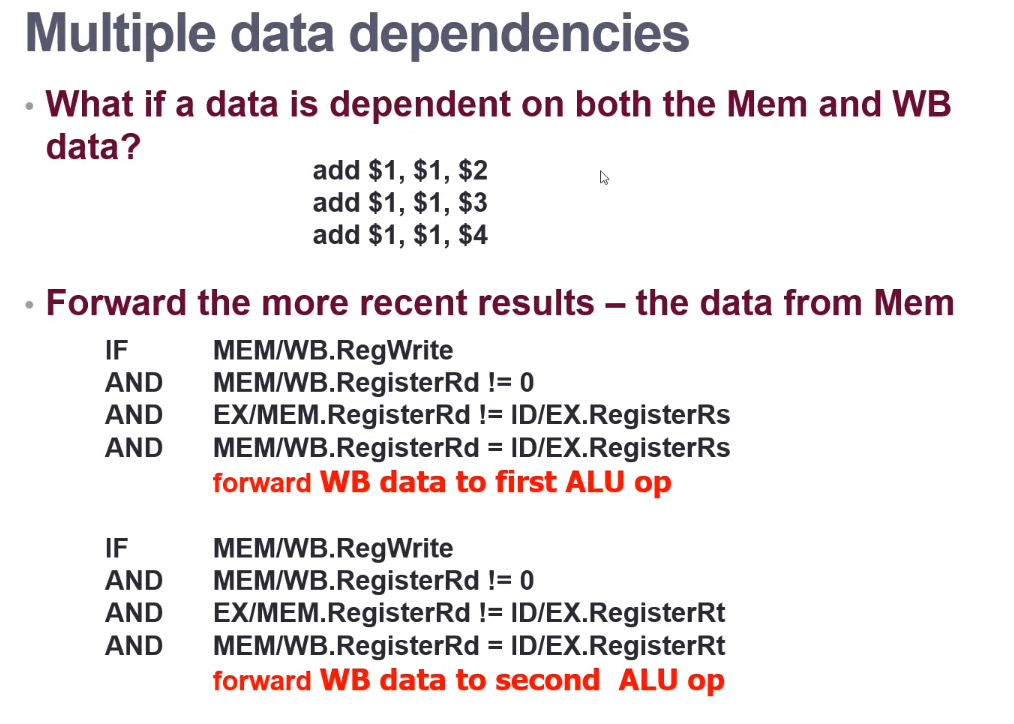 Multiple data dependencies
• What if a data is dependent on both the Mem and WB
data?
add $1, $1, $2
add $1, $1, $3
add $1, $1, $4
• Forward the more recent results – the data from Mem
IF MEM/WB.RegWrite
AND MEM/WB.RegisterRd != 0
AND EX/MEM.RegisterRd != ID/EX.RegisterRs
AND MEM/WB.RegisterRd = ID/EX.RegisterRs
forward WB data to first ALU op
IF MEM/WB.RegWrite
AND MEM/WB.RegisterRd != 0
AND EX/MEM.RegisterRd != ID/EX.RegisterRt
AND MEM/WB.RegisterRd = ID/EX.RegisterRt
forward WB data to second ALU op